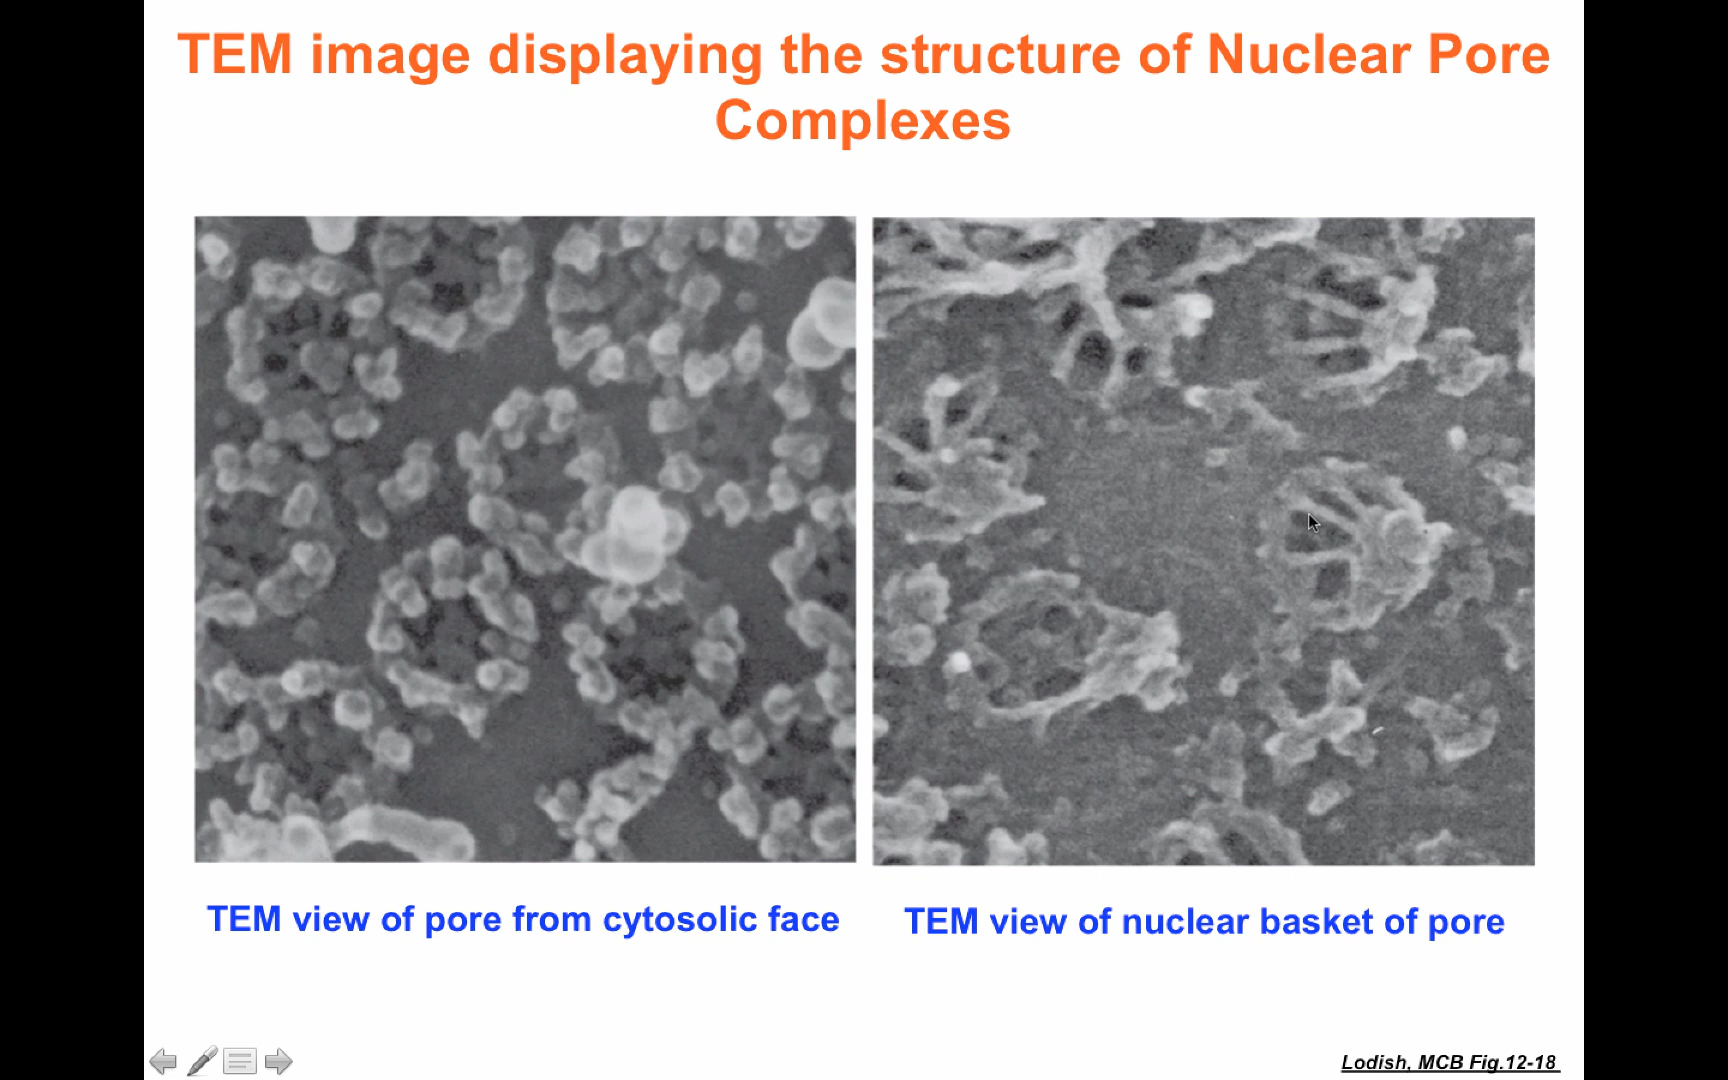 TEM image displaying the structure of Nuclear Pore
Complexes
TEM view of pore from cytosolic face
TEM view of nuclear basket of pore
Lodish, MCB Fig.12-18